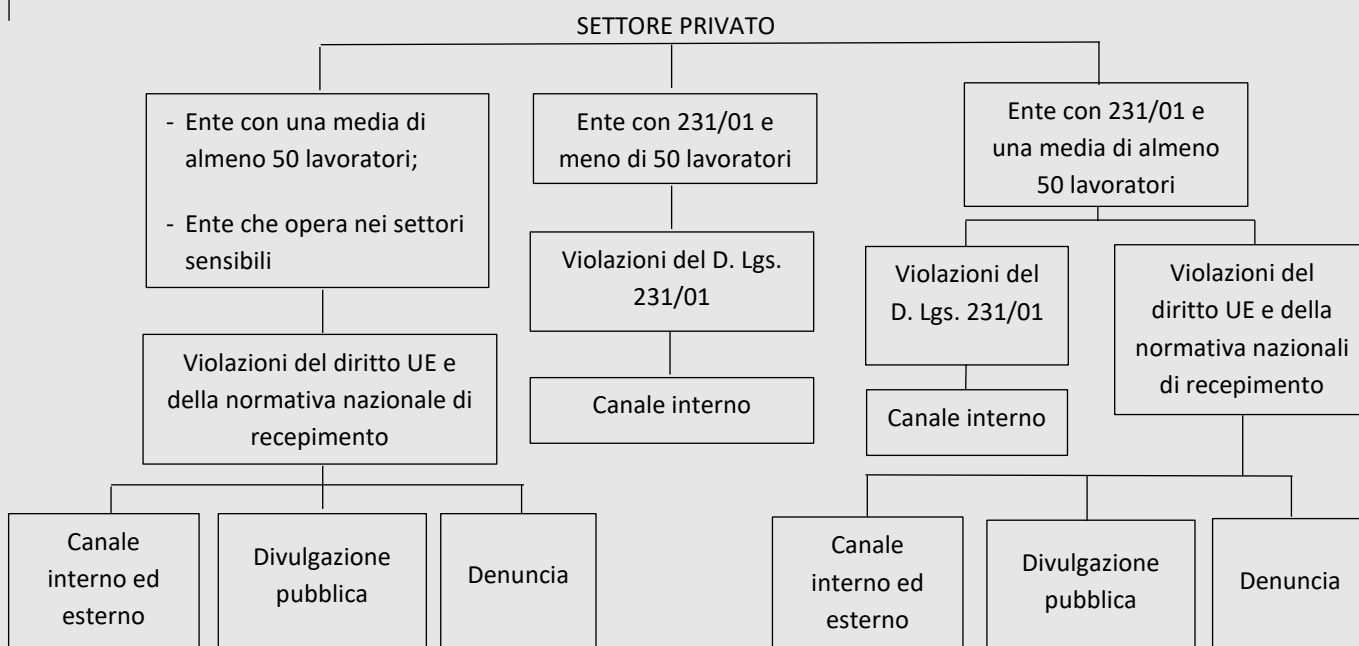 SETTORE PRIVATO
- Ente con una media di
almeno 50 lavoratori;
- Ente che opera nei settori
sensibili
Ente con 231/01 e
meno di 50 lavoratori
Ente con 231/01 e
una media di almeno
50 lavoratori
Violazioni del D. Lgs.
231/01
Violazioni del
D. Lgs. 231/01
Violazioni del
diritto UE e della
normativa nazionali
di recepimento
Violazioni del diritto UE e
della normativa nazionale di
recepimento
Canale interno
Canale interno
Canale
interno ed
esterno
Divulgazione
pubblica
Denuncia
Canale
interno ed
esterno
Divulgazione
pubblica
Denuncia